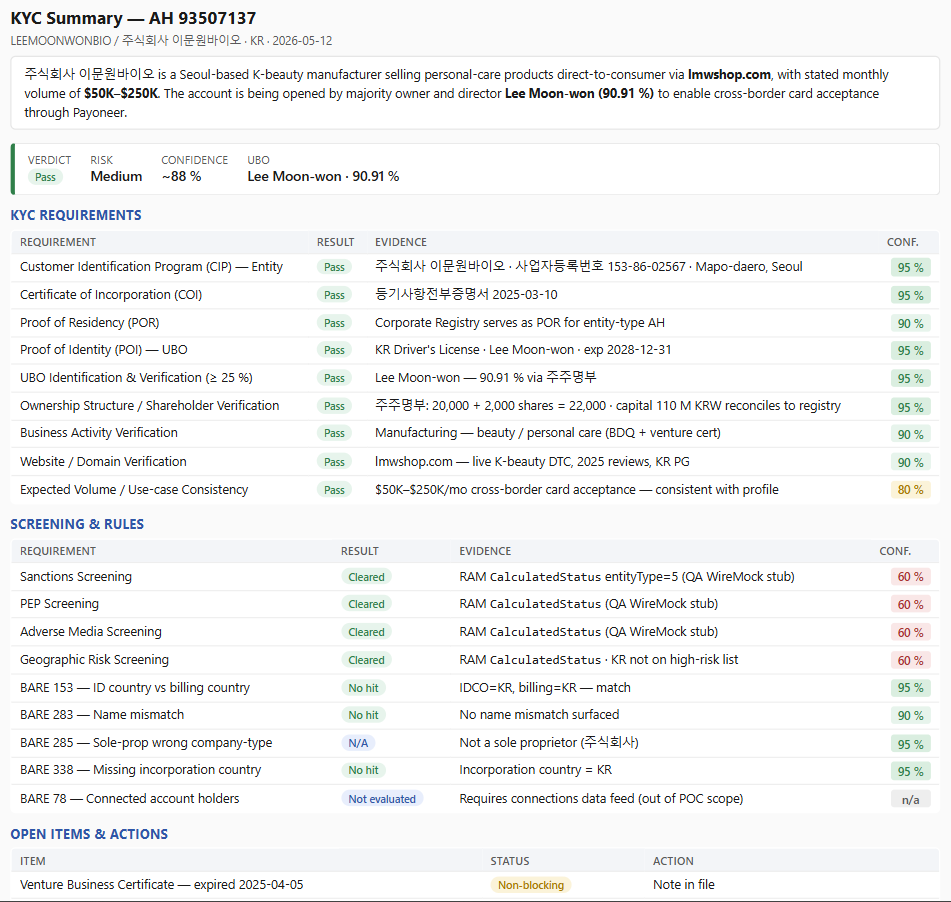 KYC Summary — AH 93507137
LEEMOONWONBIO / 주식회사 이문원바이오 · KR · 2026-05-12
주식회사 이문원바이오 is a Seoul-based K-beauty manufacturer selling personal-care products direct-to-consumer via lmwshop.com, with stated monthly
volume of $50K–$250K. The account is being opened by majority owner and director Lee Moon-won (90.91 %) to enable cross-border card acceptance
through Payoneer.
VERDICT RISK CONFIDENCE UBO
Pass Medium ~88 % Lee Moon-won · 90.91 %
KYC REQUIREMENTS
REQUIREMENT RESULT EVIDENCE CONF.
Customer Identification Program (CIP) — Entity Pass 주식회사 이문원바이오 · 사업자등록번호 153-86-02567 · Mapo-daero, Seoul 95 %
Certificate of Incorporation (COI) Pass 등기사항전부증명서 2025-03-10 95 %
Proof of Residency (POR) Pass Corporate Registry serves as POR for entity-type AH 90 %
Proof of Identity (POI) — UBO Pass KR Driver's License · Lee Moon-won · exp 2028-12-31 95 %
UBO Identification & Verification (≥ 25 %) Pass Lee Moon-won — 90.91 % via 주주명부 95 %
Ownership Structure / Shareholder Verification Pass 주주명부: 20,000 + 2,000 shares = 22,000 · capital 110 M KRW reconciles to registry 95 %
Business Activity Verification Pass Manufacturing — beauty / personal care (BDQ + venture cert) 90 %
Website / Domain Verification Pass lmwshop.com — live K-beauty DTC, 2025 reviews, KR PG 90 %
Expected Volume / Use-case Consistency Pass $50K–$250K/mo cross-border card acceptance — consistent with profile 80 %
SCREENING & RULES
REQUIREMENT RESULT EVIDENCE CONF.
Sanctions Screening Cleared RAM CalculatedStatus entityType=5 (QA WireMock stub) 60 %
PEP Screening Cleared RAM CalculatedStatus (QA WireMock stub) 60 %
Adverse Media Screening Cleared RAM CalculatedStatus (QA WireMock stub) 60 %
Geographic Risk Screening Cleared RAM CalculatedStatus · KR not on high-risk list 60 %
BARE 153 — ID country vs billing country No hit IDCO=KR, billing=KR — match 95 %
BARE 283 — Name mismatch No hit No name mismatch surfaced 90 %
BARE 285 — Sole-prop wrong company-type N/A Not a sole proprietor (주식회사) 95 %
BARE 338 — Missing incorporation country No hit Incorporation country = KR 95 %
BARE 78 — Connected account holders Not evaluated Requires connections data feed (out of POC scope) n/a
OPEN ITEMS & ACTIONS
ITEM STATUS ACTION
Venture Business Certificate — expired 2025-04-05 Non-blocking Note in file